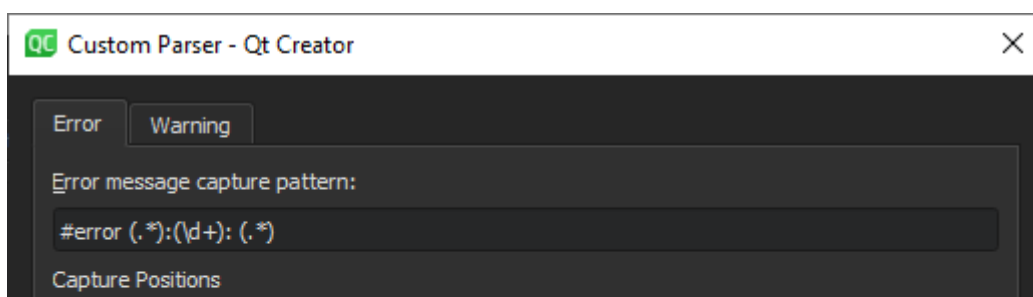 QC Custom Parser - Qt Creator
Error Warning
Error message capture pattern:
#error (.*):(\d+): (.*)
Capture Positions